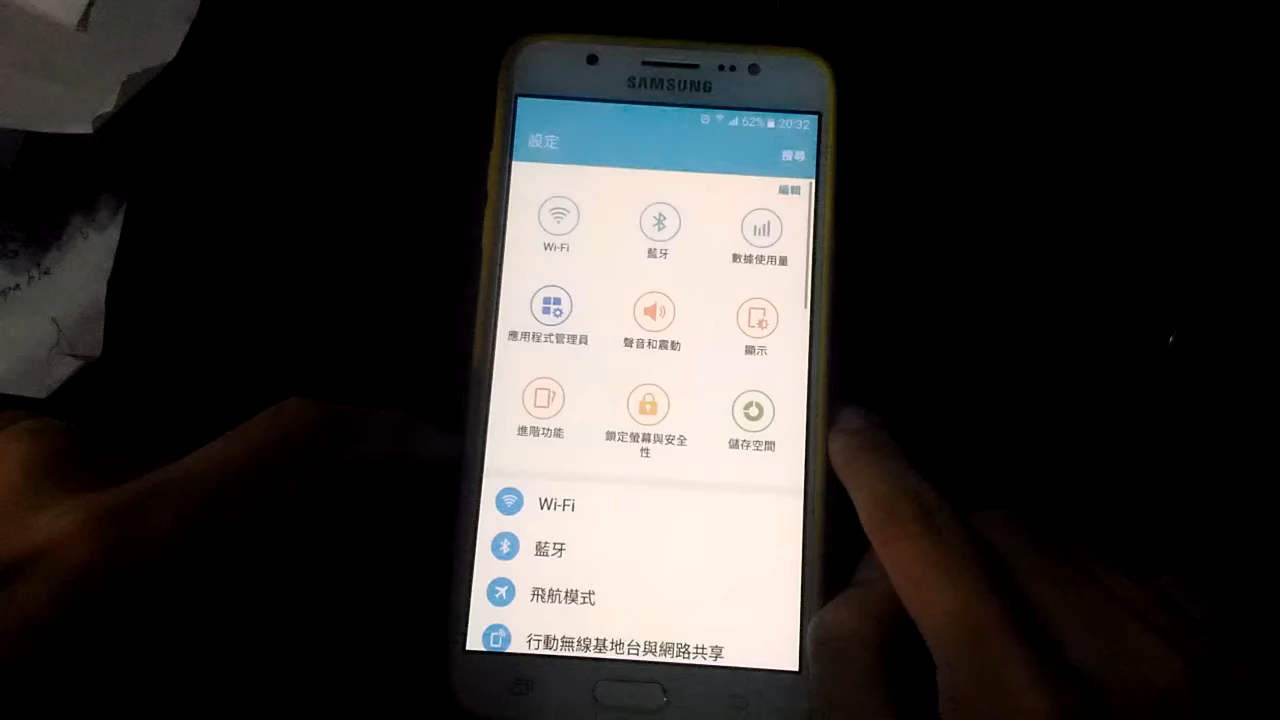 SAMSUNG
52% 20:32
設定
搜尋
編輯
Wi-Fi
藍牙
數據使用量
應用程式管理員
聲音和震動
顯示
進階功能
鎖定螢幕與安全
性
儲存空間
Wi-Fi
藍牙
飛航模式
行動無線基地台與網路共享